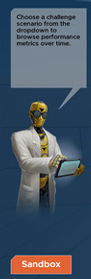 Choose a challenge
scenario from the
dropdown to
browse performance
metrics over time.
Sandbox